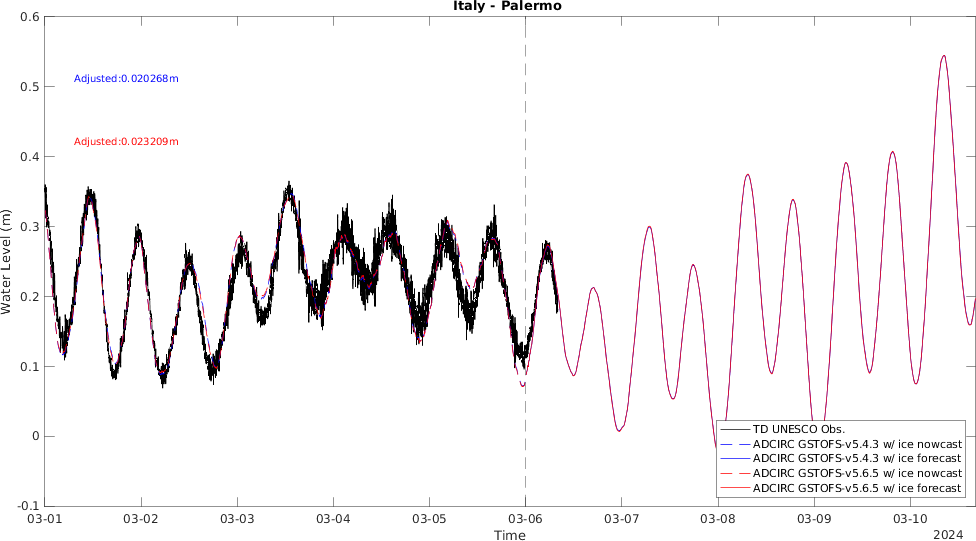 Italy - Palermo
0.6
0.5
0.4
0.3
0.2
0.1
0
-0.1
Water Level (m)
Adjusted:0.020268m
Adjusted:0.023209m
TD UNESCO Obs.
ADCIRC GSTOFS-v5.4.3 w/ ice nowcast
ADCIRC GSTOFS-v5.4.3 w/ ice forecast
ADCIRC GSTOFS-v5.6.5 w/ ice nowcast
ADCIRC GSTOFS-v5.6.5 w/ ice forecast
03-01 03-02 03-03 03-04 03-05 03-06 03-07 03-08 03-09 03-10
Time
2024